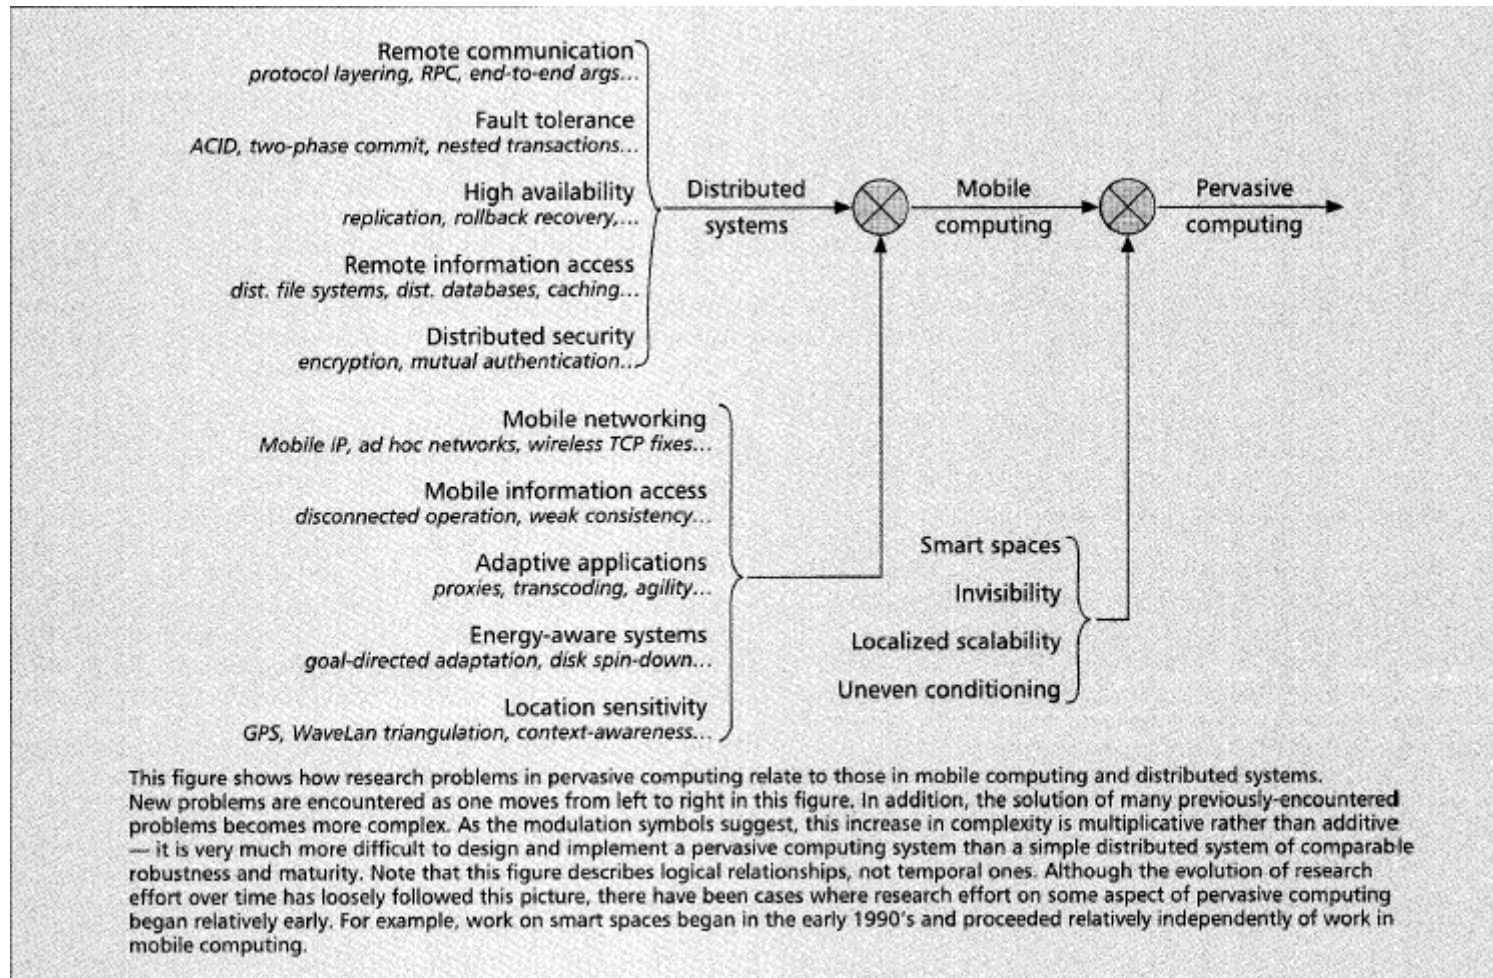 Remote communication
protocol layering, RPC, end-to-end args...
Fault tolerance
ACID, two-phase commit, nested transactions...
High availability
replication, rollback recovery,...
Remote information access
dist. file systems, dist. databases, caching...
Distributed security
encryption, mutual authentication...
Distributed
systems
Mobile
computing
Pervasive
computing
Mobile networking
Mobile IP, ad hoc networks, wireless TCP fixes...
Mobile information access
disconnected operation, weak consistency...
Adaptive applications
proxies, transcoding, agility...
Energy-aware systems
goal-directed adaptation, disk spin-down...
Location sensitivity
GPS, WaveLan triangulation, context-awareness...
Smart spaces
Invisibility
Localized scalability
Uneven conditioning
This figure shows how research problems in pervasive computing relate to those in mobile computing and distributed systems.
New problems are encountered as one moves from left to right in this figure. In addition, the solution of many previously-encountered
problems becomes more complex. As the modulation symbols suggest, this increase in complexity is multiplicative rather than additive
— it is very much more difficult to design and implement a pervasive computing system than a simple distributed system of comparable
robustness and maturity. Note that this figure describes logical relationships, not temporal ones. Although the evolution of research
effort over time has loosely followed this picture, there have been cases where research effort on some aspect of pervasive computing
began relatively early. For example, work on smart spaces began in the early 1990's and proceeded relatively independently of work in
mobile computing.